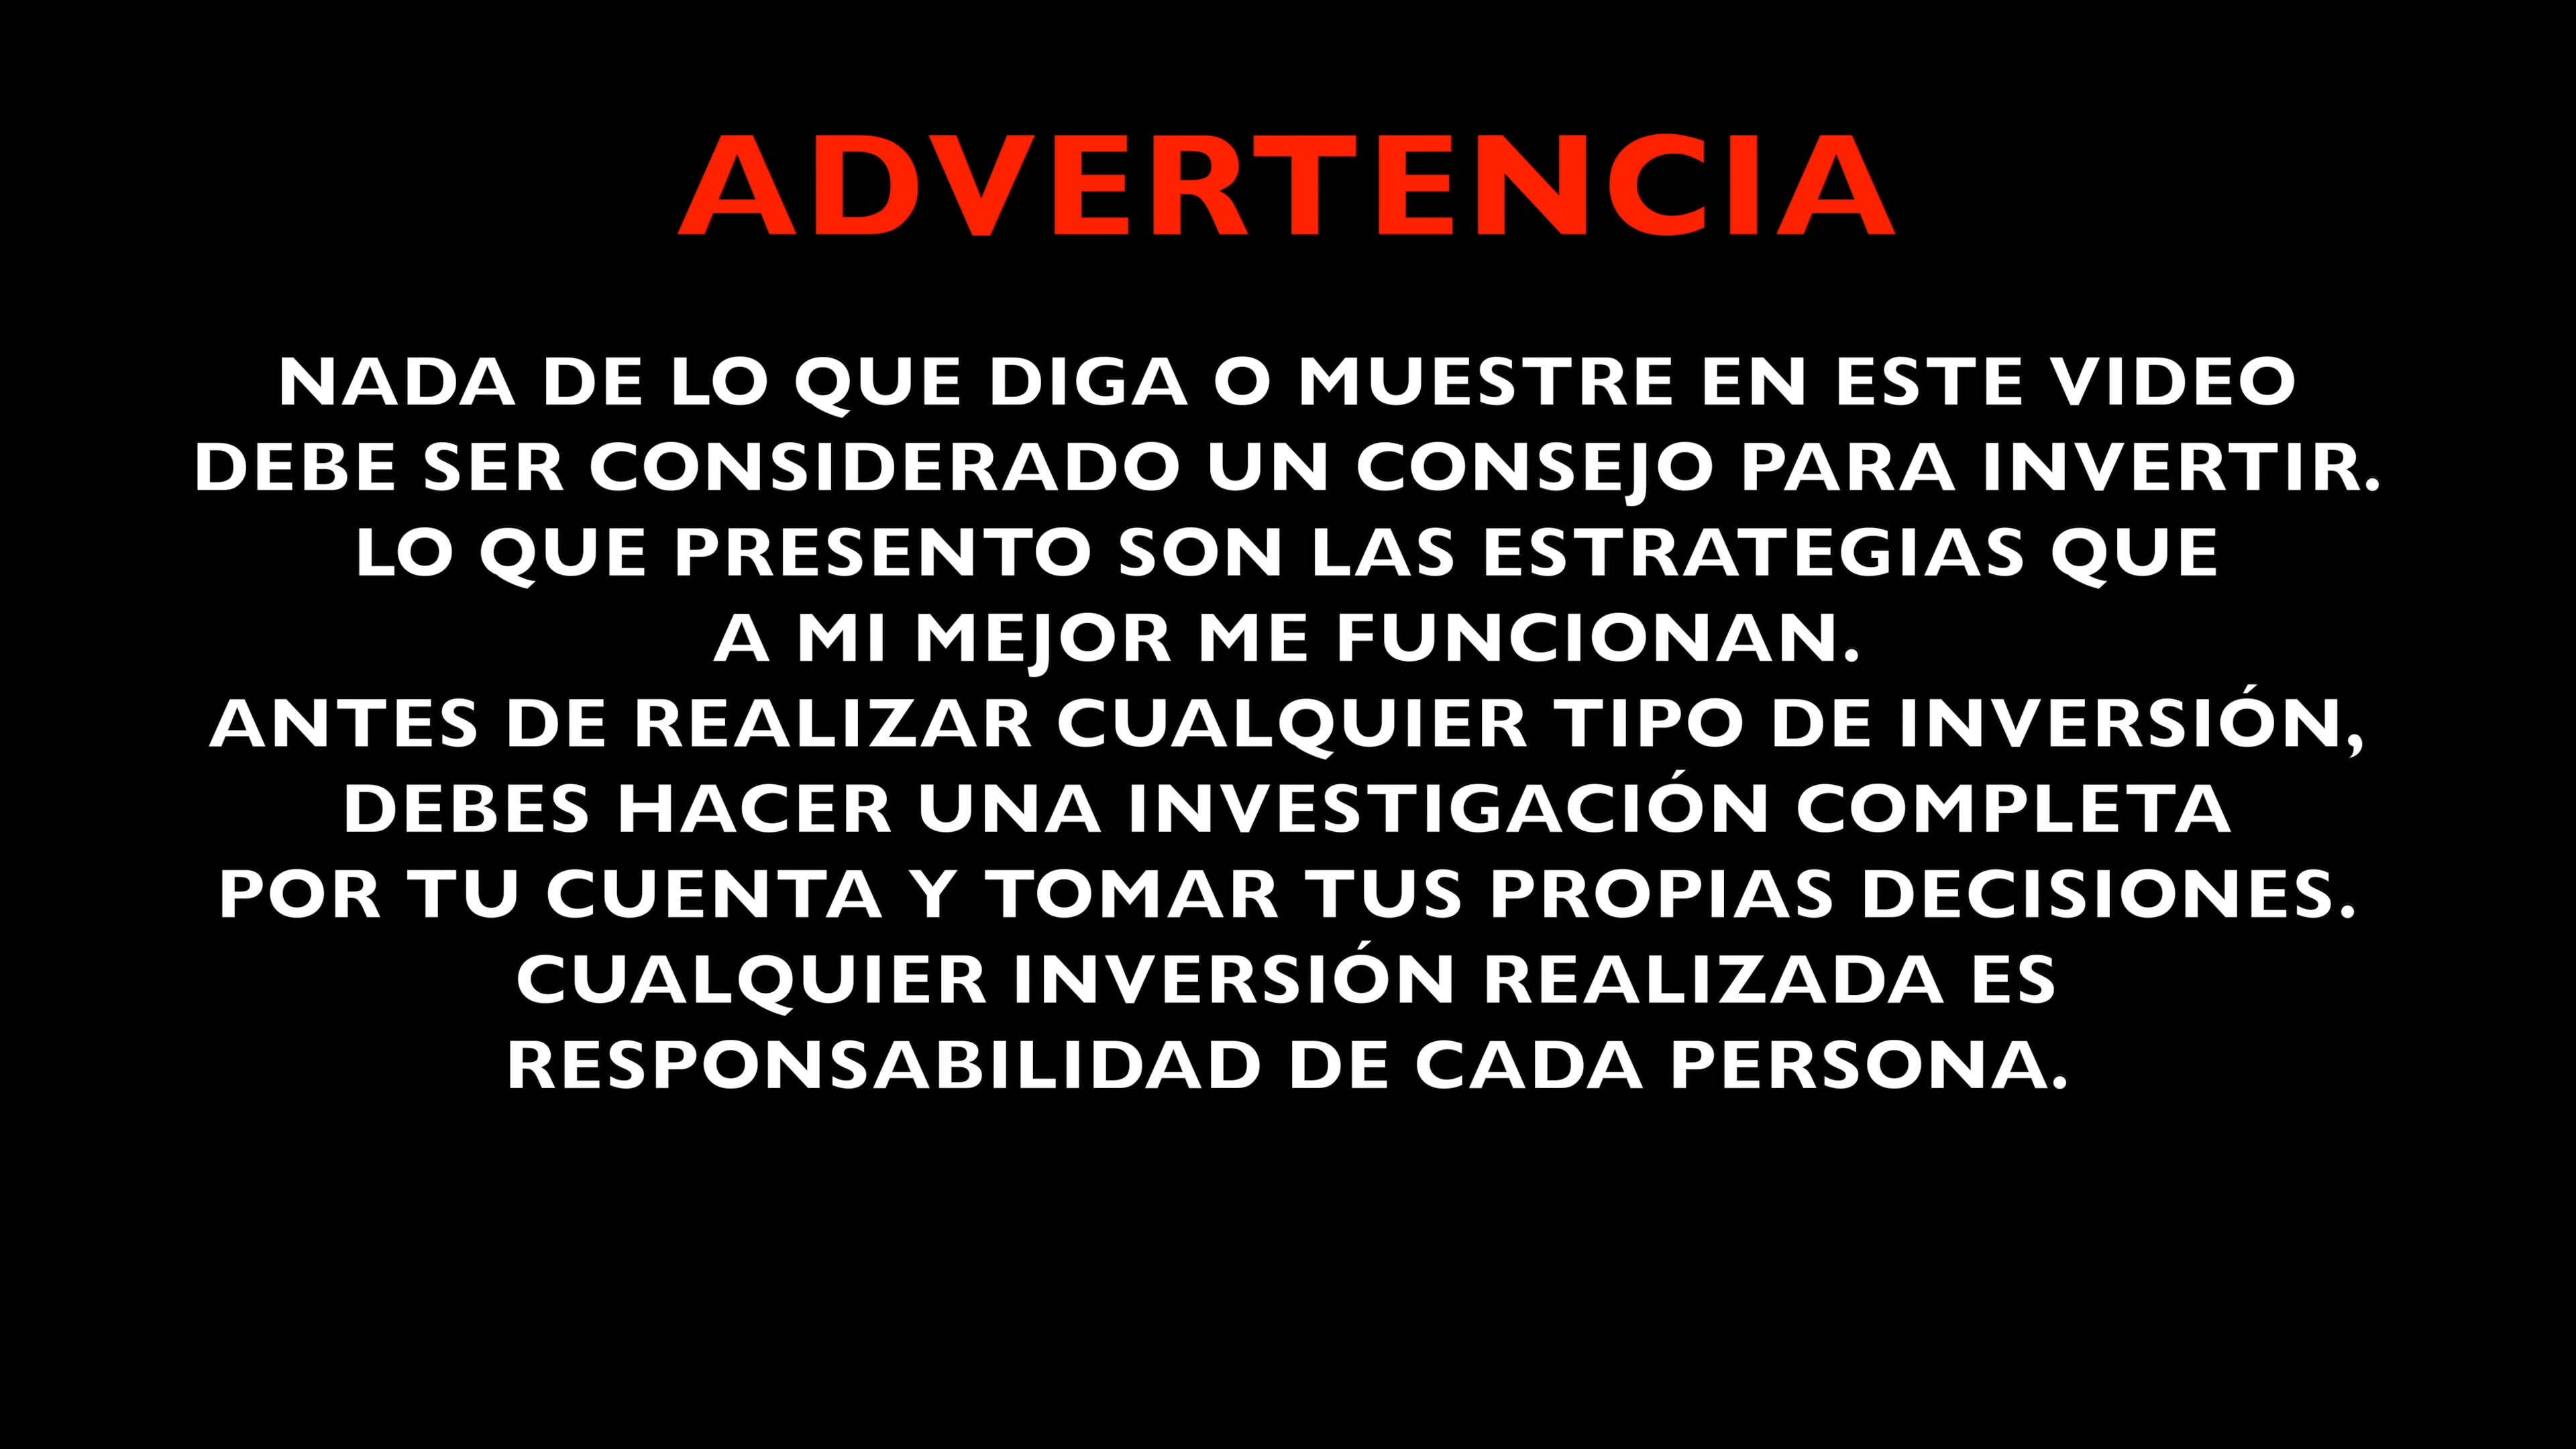 ADVERTENCIA
NADA DE LO QUE DIGA O MUESTRE EN ESTE VIDEO
DEBE SER CONSIDERADO UN CONSEJO PARA INVERTIR.
LO QUE PRESENTO SON LAS ESTRATEGIAS QUE
A MI MEJOR ME FUNCIONAN.
ANTES DE REALIZAR CUALQUIER TIPO DE INVERSIÓN,
DEBES HACER UNA INVESTIGACIÓN COMPLETA
POR TU CUENTA Y TOMAR TUS PROPIAS DECISIONES.
CUALQUIER INVERSIÓN REALIZADA ES
RESPONSABILIDAD DE CADA PERSONA.